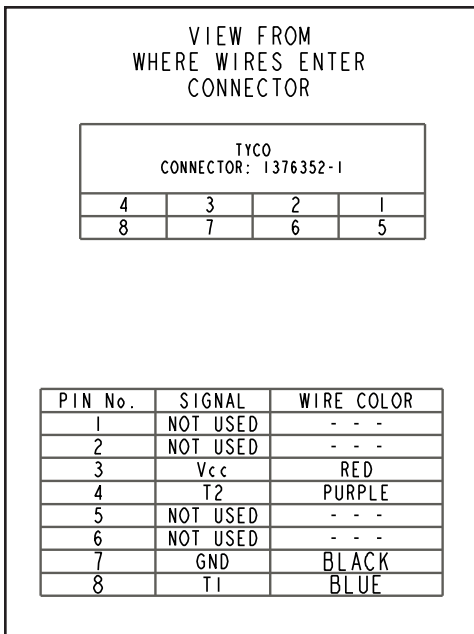 VIEW FROM
WHERE WIRES ENTER
CONNECTOR
TYCO
CONNECTOR: 1376352-1
4 3 2 1
8 7 6 5
PIN No. SIGNAL WIRE COLOR
1 NOT USED - - -
2 NOT USED - - -
3 Vcc RED
4 T2 PURPLE
5 NOT USED - - -
6 NOT USED - - -
7 GND BLACK
8 T1 BLUE